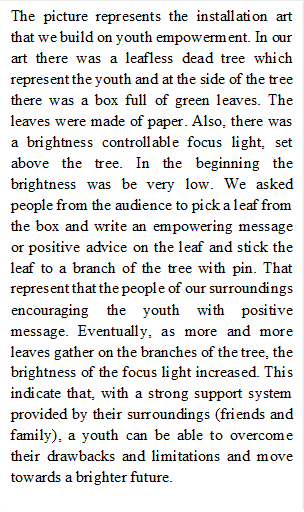 The picture represents the installation art
that we build on youth empowerment. In our
art there was a leafless dead tree which
represent the youth and at the side of the tree
there was a box full of green leaves. The
leaves were made of paper. Also, there was
a brightness controllable focus light, set
above the tree. In the beginning the
brightness was be very low. We asked
people from the audience to pick a leaf from
the box and write an empowering message
or positive advice on the leaf and stick the
leaf to a branch of the tree with pin. That
represent that the people of our surroundings
encouraging the youth with positive
message. Eventually, as more and more
leaves gather on the branches of the tree, the
brightness of the focus light increased. This
indicate that, with a strong support system
provided by their surroundings (friends and
family), a youth can be able to overcome
their drawbacks and limitations and move
towards a brighter future.